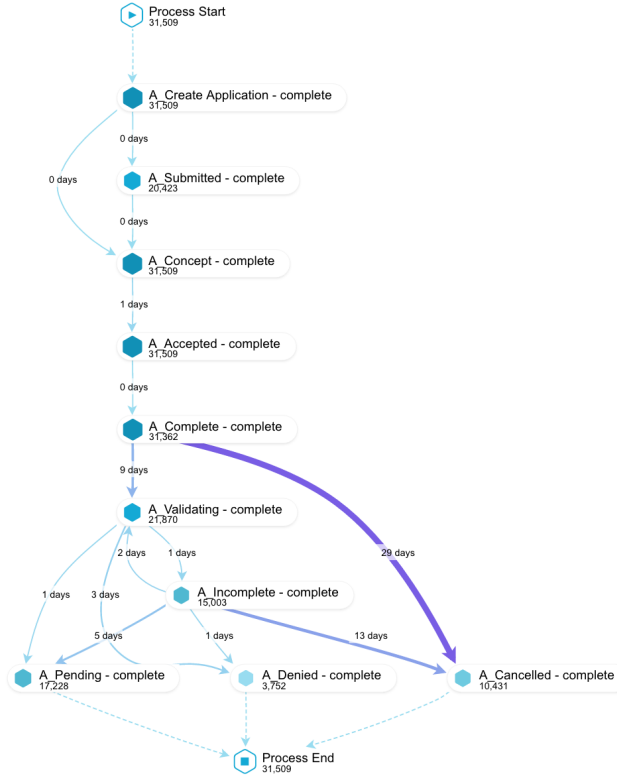 Process Start
31,509
A_Create Application - complete
31,509
0 days
0 days
A_Submitted - complete
20,423
0 days
A_Concept - complete
31,509
1 days
A_Accepted - complete
31,509
0 days
A_Complete - complete
31,362
9 days
A_Validating - complete
21,870
29 days
2 days
1 days
1 days
3 days
A_Incomplete - complete
15,003
5 days
1 days
13 days
A_Pending - complete
17,228
A_Denied - complete
3,752
A_Cancelled - complete
10,431
Process End
31,509